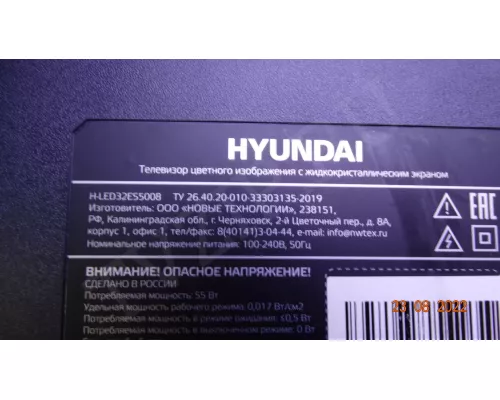 HYUNDAI
Телевизор цветного изображения с жидкокристаллическим экраном
H-LED32ES5008 ТУ 26.40.20-010-33303135-2019
Изготовитель: ООО «НОВЫЕ ТЕХНОЛОГИИ», 238151,
РФ, Калининградская обл., г. Черняховск, 2-й Цветочный пер., д. 8А,
корпус 1, офис 1, тел/факс: 8(40141)3-04-44, e-mail: info@nwtex.ru
Номинальное напряжение питания: 100-240В, 50Гц
EAC
ВНИМАНИЕ! ОПАСНОЕ НАПРЯЖЕНИЕ!
СДЕЛАНО В РОССИИ
Потребляемая мощность: 55 Вт
Удельная мощность рабочего режима: 0,017 Вт/см2
Потребляемая мощность в режиме ожидания: ≤0,5 Вт
Потребляемая мощность в выключенном режиме: 0 Вт
23 08 2022